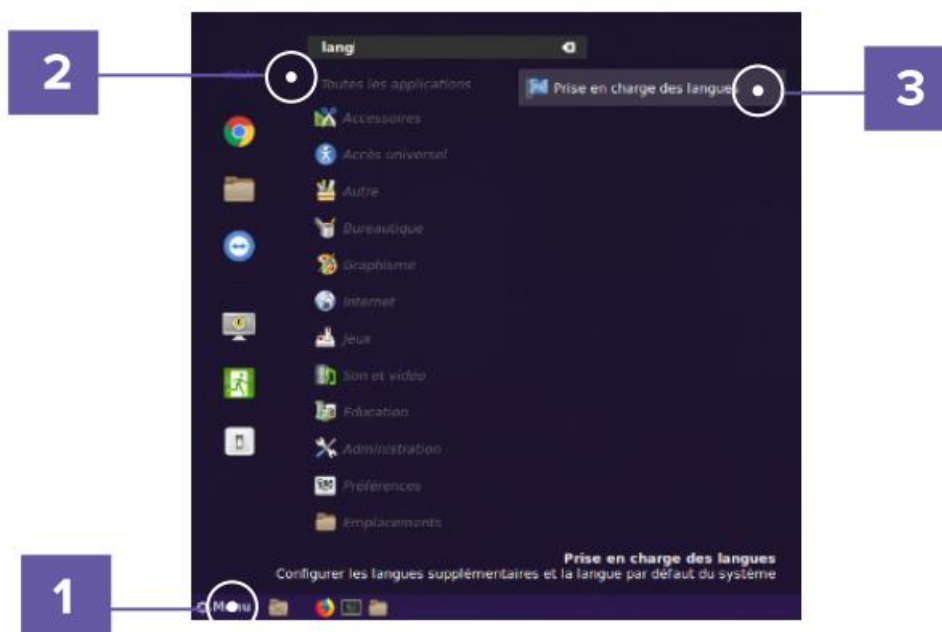 2
lang
3
Toutes les applications
Prise en charge des langues
Accessoires
Accès universel
Autre
Bureautique
Graphisme
Internet
Jeux
Son et vidéo
Education
Administration
Préférences
Emplacements
Prise en charge des langues
Configurer les langues supplémentaires et la langue par défaut du système
1
Menu